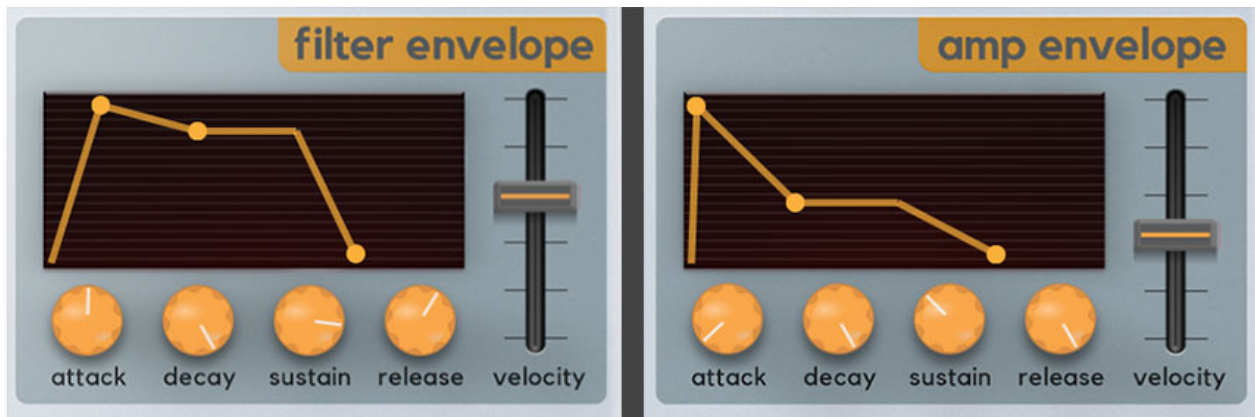 filter envelope
attack decay sustain release velocity
amp envelope
attack decay sustain release velocity